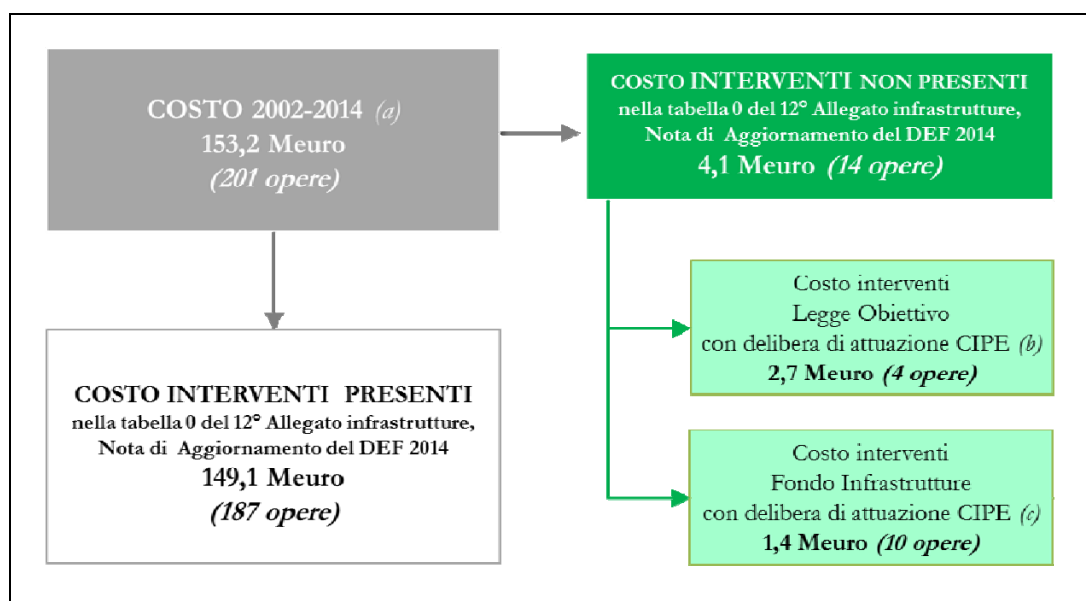 COSTO 2002-2014 (a)
153,2 Meuro
(201 opere)
COSTO INTERVENTI NON PRESENTI
nella tabella 0 del 12° Allegato infrastrutture,
Nota di Aggiornamento del DEF 2014
4,1 Meuro (14 opere)
Costo interventi
Legge Obiettivo
con delibera di attuazione CIPE (b)
2,7 Meuro (4 opere)
COSTO INTERVENTI PRESENTI
nella tabella 0 del 12° Allegato infrastrutture,
Nota di Aggiornamento del DEF 2014
149,1 Meuro
(187 opere)
Costo interventi
Fondo Infrastrutture
con delibera di attuazione CIPE (c)
1,4 Meuro (10 opere)